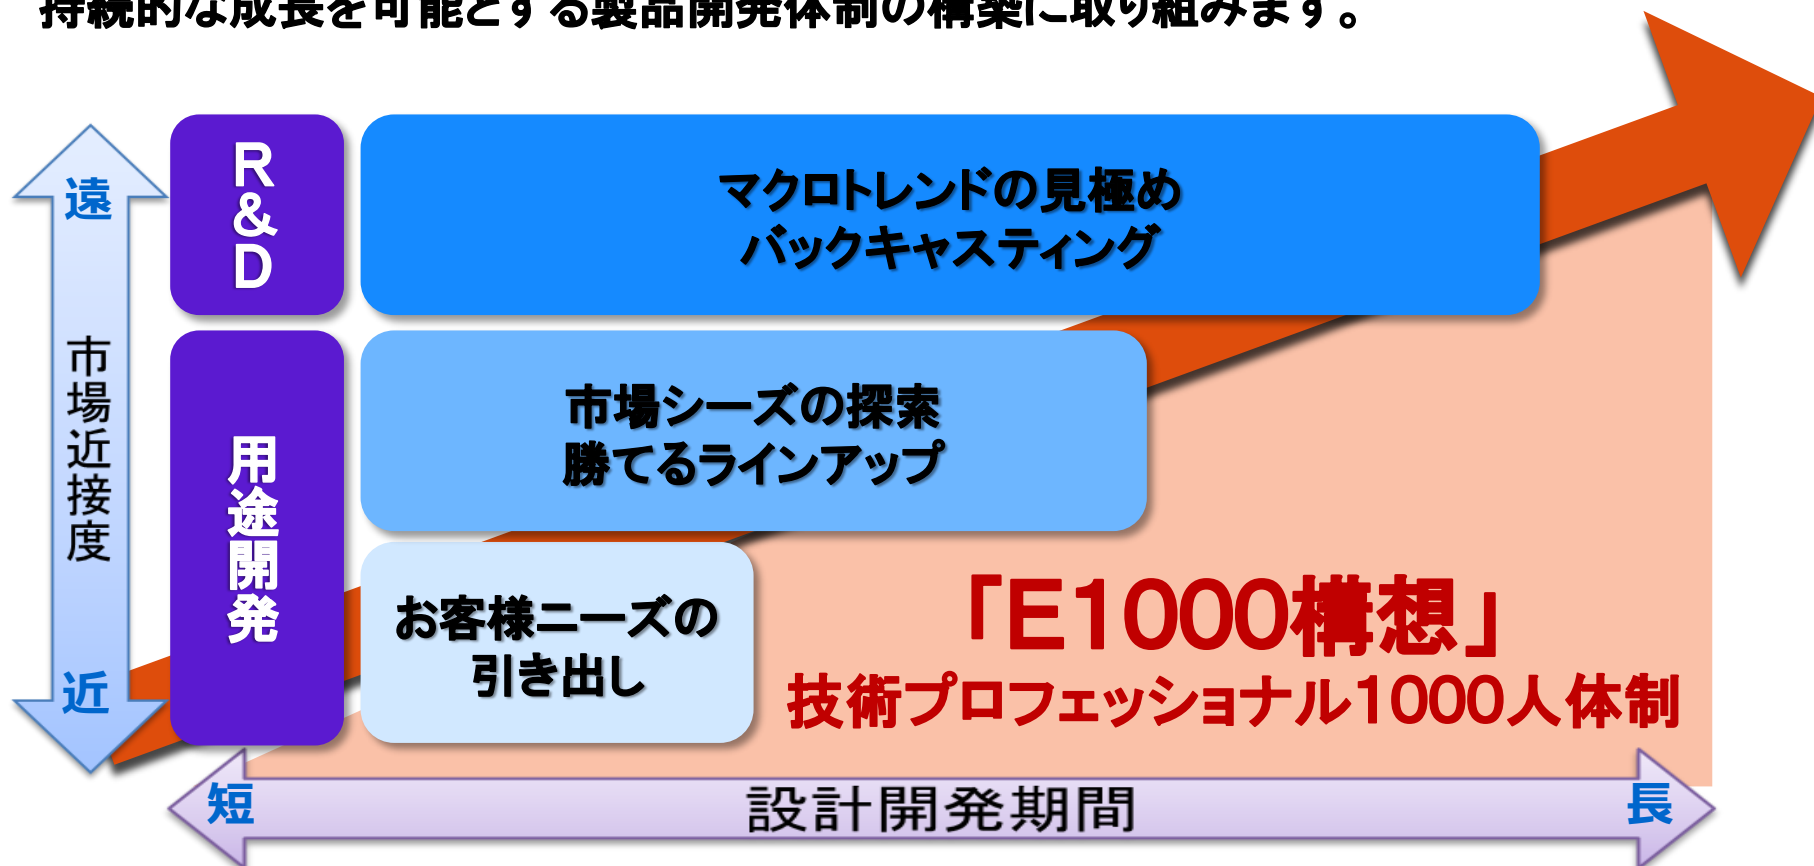 持続的な成長を可能とする製品開発体制の構築に取り組みます。
遠
市場近接度
近
R&D
マクロトレンドの見極め
バックキャスティング
用途開発
市場シーズの探索
勝てるラインアップ
お客様ニーズの
引き出し
「E1000構想」
技術プロフェッショナル1000人体制
短
設計開発期間
長